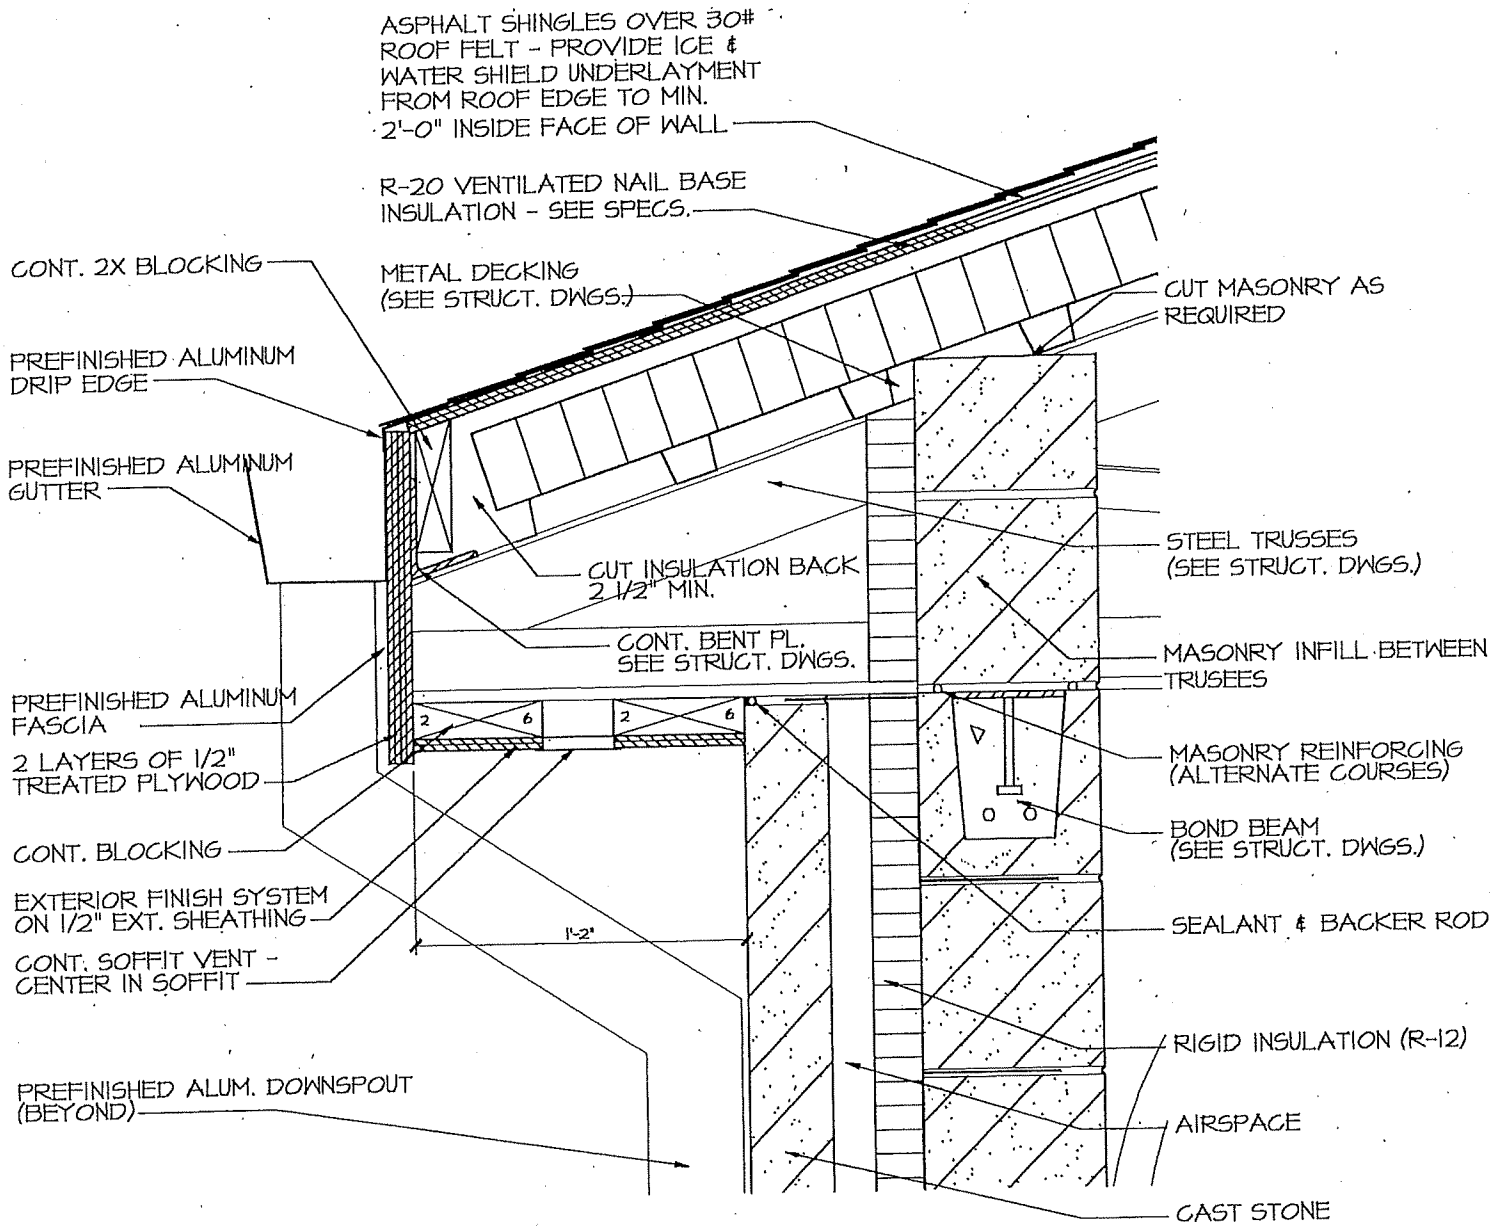 ASPHALT SHINGLES OVER 30#
ROOF FELT - PROVIDE ICE &
WATER SHIELD UNDERLAYMENT
FROM ROOF EDGE TO MIN.
2'-0" INSIDE FACE OF WALL
R-20 VENTILATED NAIL BASE
INSULATION - SEE SPECS.
CONT. 2X BLOCKING
METAL DECKING
(SEE STRUCT. DWGS.)
CUT MASONRY AS
REQUIRED
PREFINISHED ALUMINUM
DRIP EDGE
PREFINISHED ALUMINUM
GUTTER
STEEL TRUSSES
(SEE STRUCT. DWGS.)
CUT INSULATION BACK
2 1/2" MIN.
CONT. BENT PL.
SEE STRUCT. DWGS.
MASONRY INFILL BETWEEN
TRUSEES
PREFINISHED ALUMINUM
FASCIA
2 6 2 6
2 LAYERS OF 1/2"
TREATED PLYWOOD
MASONRY REINFORCING
(ALTERNATE COURSES)
BOND BEAM
(SEE STRUCT. DWGS.)
CONT. BLOCKING
EXTERIOR FINISH SYSTEM
ON 1/2" EXT. SHEATHING
1'-2"
SEALANT & BACKER ROD
CONT. SOFFIT VENT -
CENTER IN SOFFIT
RIGID INSULATION (R-12)
PREFINISHED ALUM. DOWNSPOUT
(BEYOND)
AIRSPACE
CAST STONE